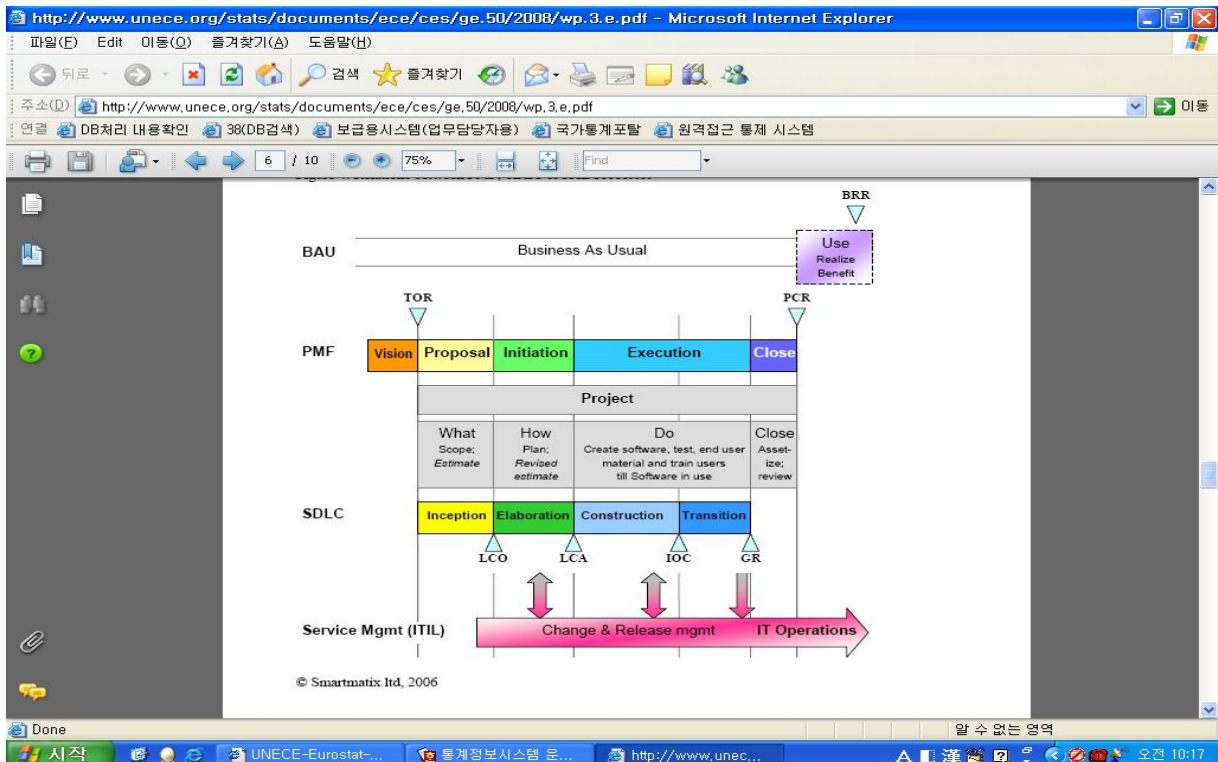 http://www.unece.org/stats/documents/ece/ces/ge.50/2008/wp.3.e.pdf - Microsoft Internet Explorer
파일(F) Edit 이동(O) 즐겨찾기(A) 도움말(H)
뒤로 검색 즐겨찾기
주소(D) http://www.unece.org/stats/documents/ece/ces/ge.50/2008/wp.3.e.pdf 이동
연결 DB처리 내용확인 38(DB검색) 보급용시스템(업무담당자용) 국가통계포탈 원격접근 통제 시스템
6 / 10 75% Find
BRR
BAU Business As Usual Use
Realize
Benefit
TOR PCR
PMF Vision Proposal Initiation Execution Close
Project
What How Do Close
Scope; Plan; Create software, test, end user Asset-
Estimate Revised material and train users ize;
estimate till Software in use review
SDLC Inception Elaboration Construction Transition
LCO LCA IOC GR
Service Mgmt (ITIL) Change & Release mgmt IT Operations
© Smartmatix ltd, 2006
Done 알 수 없는 영역
시작 UNECE-Eurostat-... 통계정보시스템 운... http://www,unec... A 漢 오전 10:17